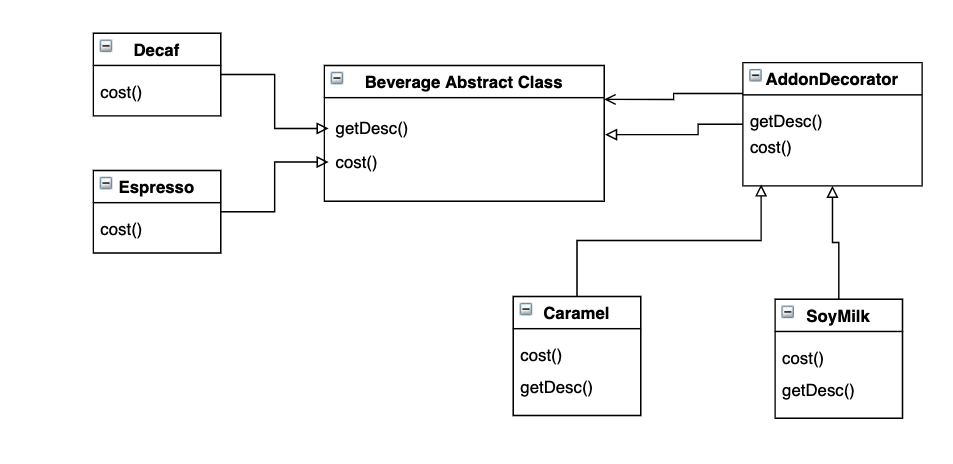 Decaf
cost()
Espresso
cost()
Beverage Abstract Class
getDesc()
cost()
AddonDecorator
getDesc()
cost()
Caramel
cost()
getDesc()
SoyMilk
cost()
getDesc()